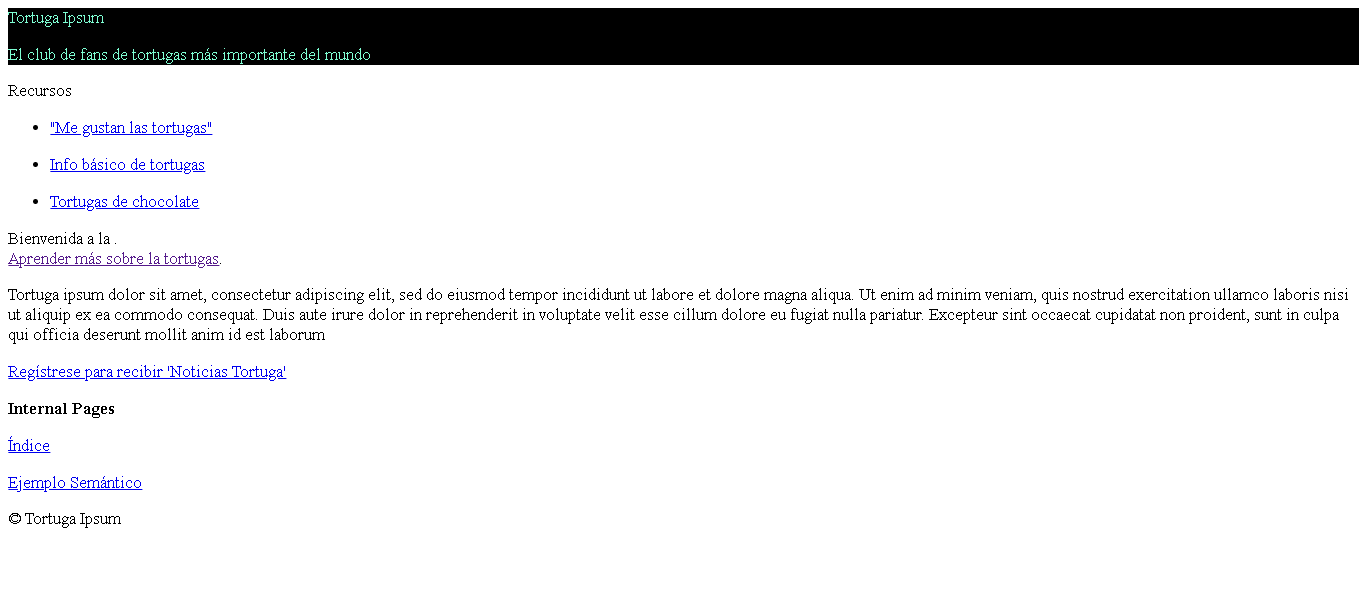 Tortuga Ipsum
El club de fans de tortugas más importante del mundo
Recursos
"Me gustan las tortugas"
Info básico de tortugas
Tortugas de chocolate
Bienvenida a la .
Aprender más sobre la tortugas.
Tortuga ipsum dolor sit amet, consectetur adipiscing elit, sed do eiusmod tempor incididunt ut labore et dolore magna aliqua. Ut enim ad minim veniam, quis nostrud exercitation ullamco laboris nisi
ut aliquip ex ea commodo consequat. Duis aute irure dolor in reprehenderit in voluptate velit esse cillum dolore eu fugiat nulla pariatur. Excepteur sint occaecat cupidatat non proident, sunt in culpa
qui officia deserunt mollit anim id est laborum
Regístrese para recibir 'Noticias Tortuga'
Internal Pages
Índice
Ejemplo Semántico
© Tortuga Ipsum